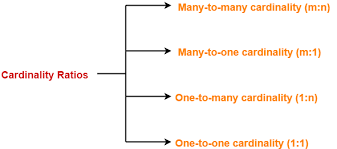 Many-to-many cardinality (m:n)
Many-to-one cardinality (m:1)
Cardinality Ratios
One-to-many cardinality (1:n)
One-to-one cardinality (1:1)